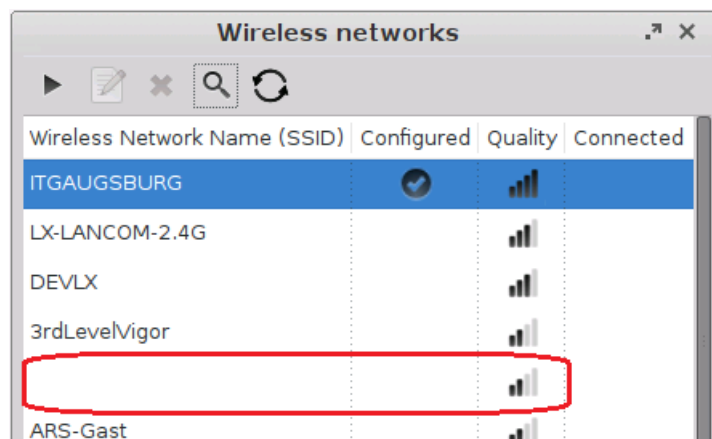 Wireless networks
Wireless Network Name (SSID) Configured Quality Connected
ITGAUGSBURG
LX-LANCOM-2.4G
DEVLX
3rdLevelVigor
ARS-Gast